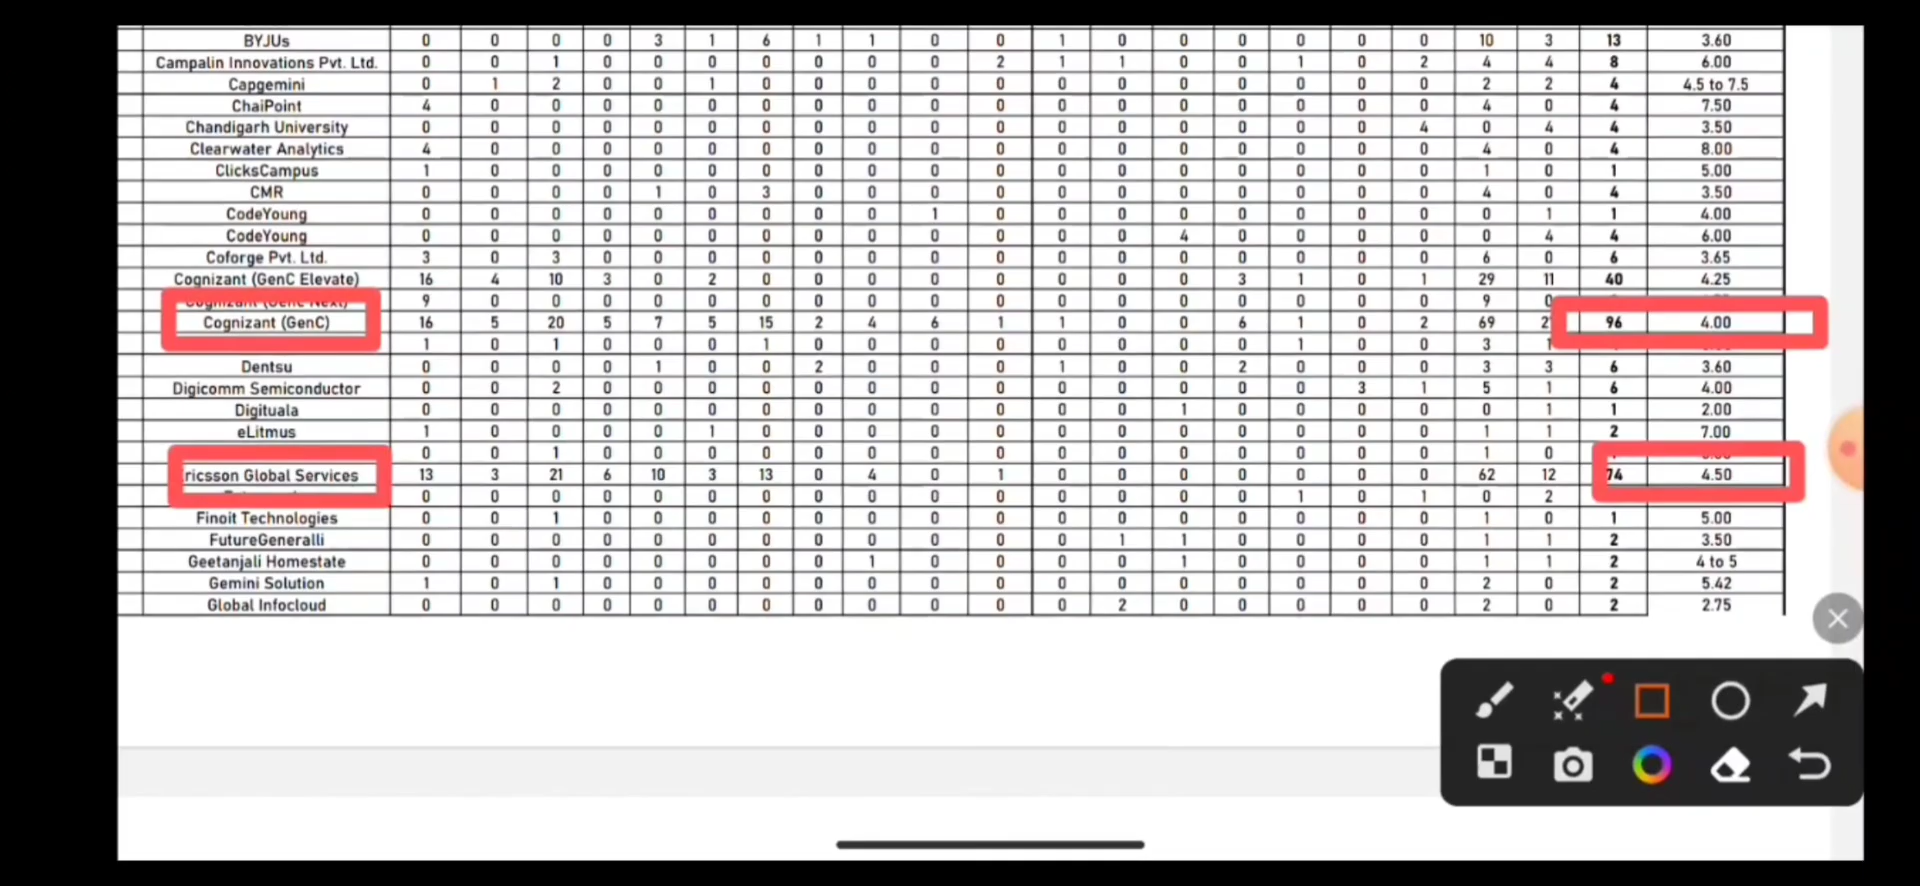 BYJUs 0 0 0 0 3 1 6 1 1 0 0 1 0 0 0 0 0 0 10 3 13 3.60
Campalin Innovations Pvt. Ltd. 0 0 1 0 0 0 0 0 0 0 2 1 1 0 0 1 0 2 4 4 8 6.00
Capgemini 0 1 2 0 0 1 0 0 0 0 0 0 0 0 0 0 0 0 2 2 4 4.5 to 7.5
ChaiPoint 4 0 0 0 0 0 0 0 0 0 0 0 0 0 0 0 0 0 4 0 4 7.50
Chandigarh University 0 0 0 0 0 0 0 0 0 0 0 0 0 0 0 0 0 4 0 4 4 3.50
Clearwater Analytics 4 0 0 0 0 0 0 0 0 0 0 0 0 0 0 0 0 0 4 0 4 8.00
ClicksCampus 1 0 0 0 0 0 0 0 0 0 0 0 0 0 0 0 0 0 1 0 1 5.00
CMR 0 0 0 0 1 0 3 0 0 0 0 0 0 0 0 0 0 0 4 0 4 3.50
CodeYoung 0 0 0 0 0 0 0 0 0 1 0 0 0 0 0 0 0 0 0 1 1 4.00
CodeYoung 0 0 0 0 0 0 0 0 0 0 0 0 0 4 0 0 0 0 0 4 4 6.00
Coforge Pvt. Ltd. 3 0 3 0 0 0 0 0 0 0 0 0 0 0 0 0 0 0 6 0 6 3.65
Cognizant (GenC Elevate) 16 4 10 3 0 2 0 0 0 0 0 0 0 0 3 1 0 1 29 11 40 4.25
Cognizant (GenC Next) 9 0 0 0 0 0 0 0 0 0 0 0 0 0 0 0 0 0 9 0
Cognizant (GenC) 16 5 20 5 7 5 15 2 4 6 1 1 0 0 6 1 0 2 69 2 96 4.00
1 0 1 0 0 0 1 0 0 0 0 0 0 0 0 1 0 0 3 1
Dentsu 0 0 0 0 1 0 0 2 0 0 0 1 0 0 2 0 0 0 3 3 6 3.60
Digicomm Semiconductor 0 0 2 0 0 0 0 0 0 0 0 0 0 0 0 0 3 1 5 1 6 4.00
Digituala 0 0 0 0 0 0 0 0 0 0 0 0 0 1 0 0 0 0 0 1 1 2.00
eLitmus 1 0 0 0 0 1 0 0 0 0 0 0 0 0 0 0 0 0 1 1 2 7.00
0 0 1 0 0 0 0 0 0 0 0 0 0 0 0 0 0 0 1 0
ricsson Global Services 13 3 21 6 10 3 13 0 4 0 1 0 0 0 0 0 0 0 62 12 74 4.50
0 0 0 0 0 0 0 0 0 0 0 0 0 0 0 1 0 1 0 2
Finoit Technologies 0 0 1 0 0 0 0 0 0 0 0 0 0 0 0 0 0 0 1 0 1 5.00
FutureGeneralli 0 0 0 0 0 0 0 0 0 0 0 0 1 1 0 0 0 0 1 1 2 3.50
Geetanjali Homestate 0 0 0 0 0 0 0 0 1 0 0 0 0 1 0 0 0 0 1 1 2 4 to 5
Gemini Solution 1 0 1 0 0 0 0 0 0 0 0 0 0 0 0 0 0 0 2 0 2 5.42
Global Infocloud 0 0 0 0 0 0 0 0 0 0 0 0 2 0 0 0 0 0 2 0 2 2.75